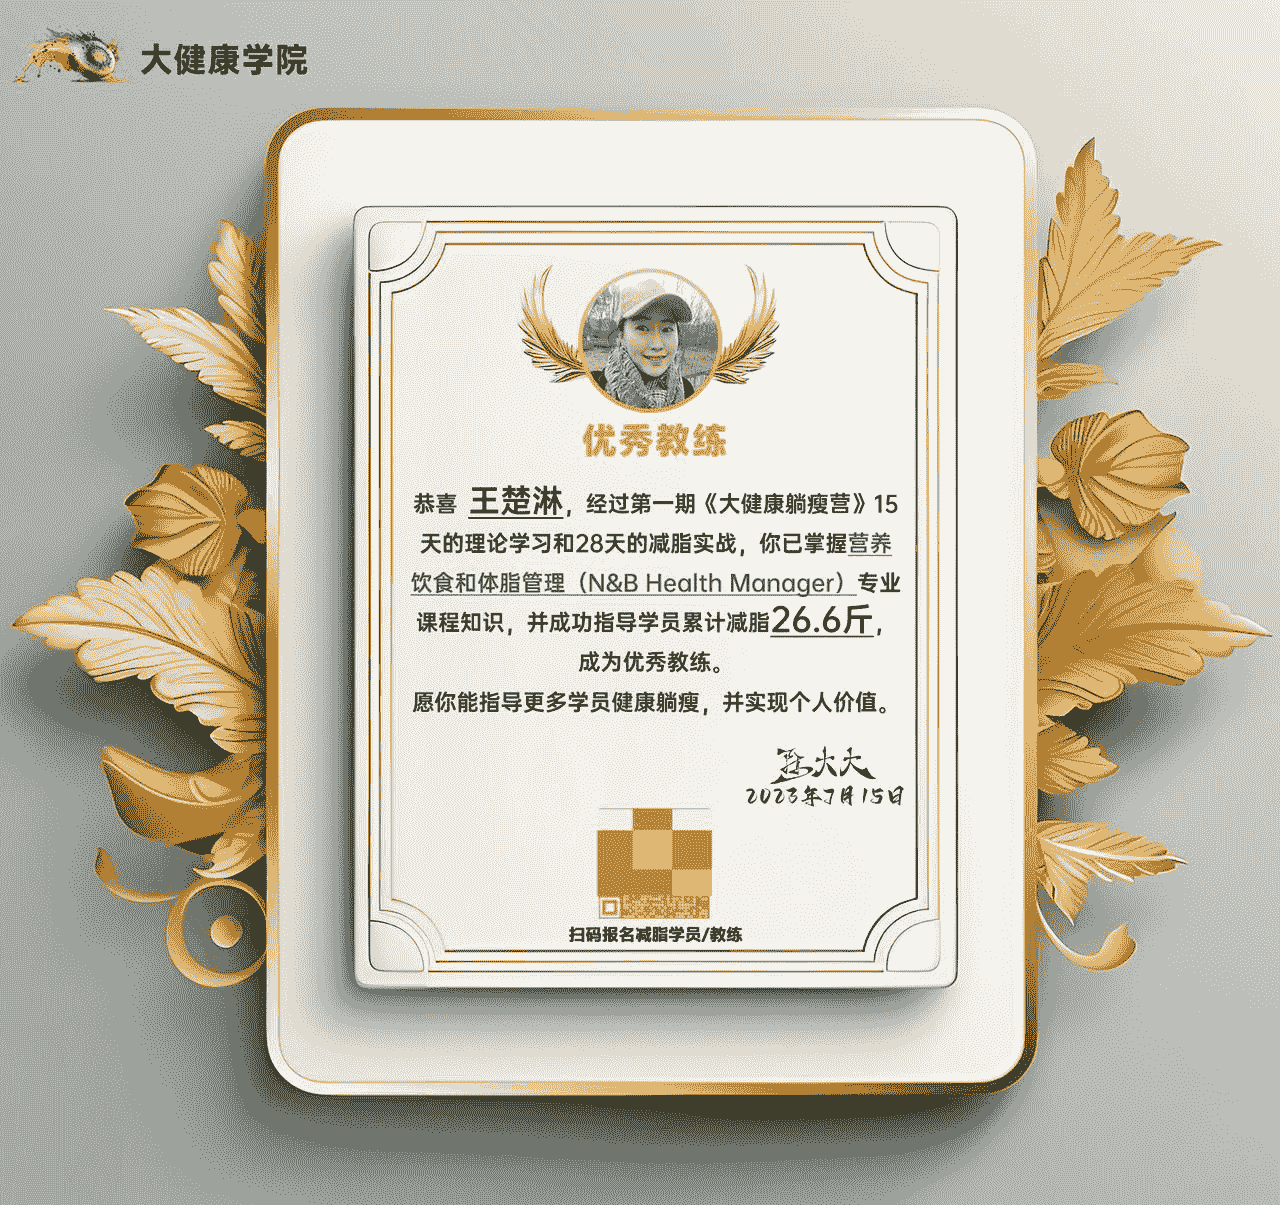 大健康学院
优秀教练
恭喜 王楚淋，经过第一期《大健康躺瘦营》15
天的理论学习和28天的减脂实战，你已掌握营养
饮食和体脂管理（N&B Health Manager）专业
课程知识，并成功指导学员累计减脂26.6斤，
成为优秀教练。
愿你能指导更多学员健康躺瘦，并实现个人价值。
2023年7月15日
扫码报名减脂学员/教练